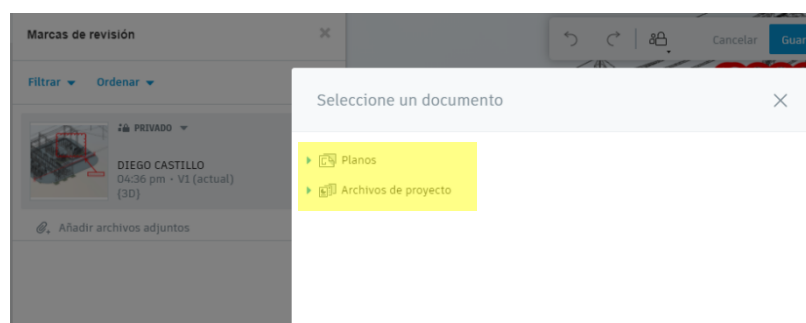 Marcas de revisión
Cancelar Guar
Filtrar Ordenar
Seleccione un documento
PRIVADO
DIEGO CASTILLO
04:36 pm - V1 (actual)
{3D}
Planos
Archivos de proyecto
Añadir archivos adjuntos